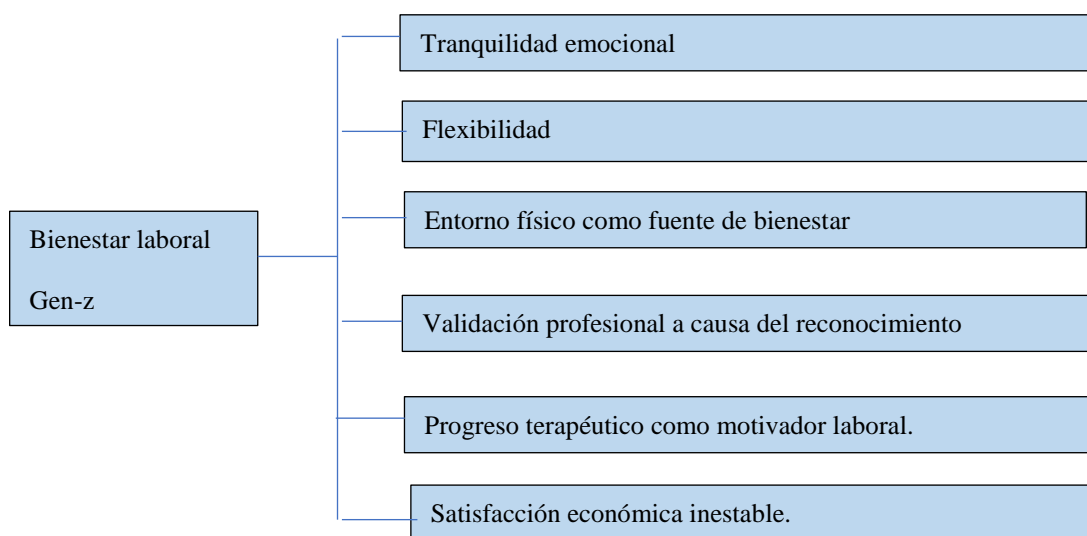 Tranquilidad emocional
Flexibilidad
Entorno físico como fuente de bienestar
Bienestar laboral
Gen-z
Validación profesional a causa del reconocimiento
Progreso terapéutico como motivador laboral.
Satisfacción económica inestable.